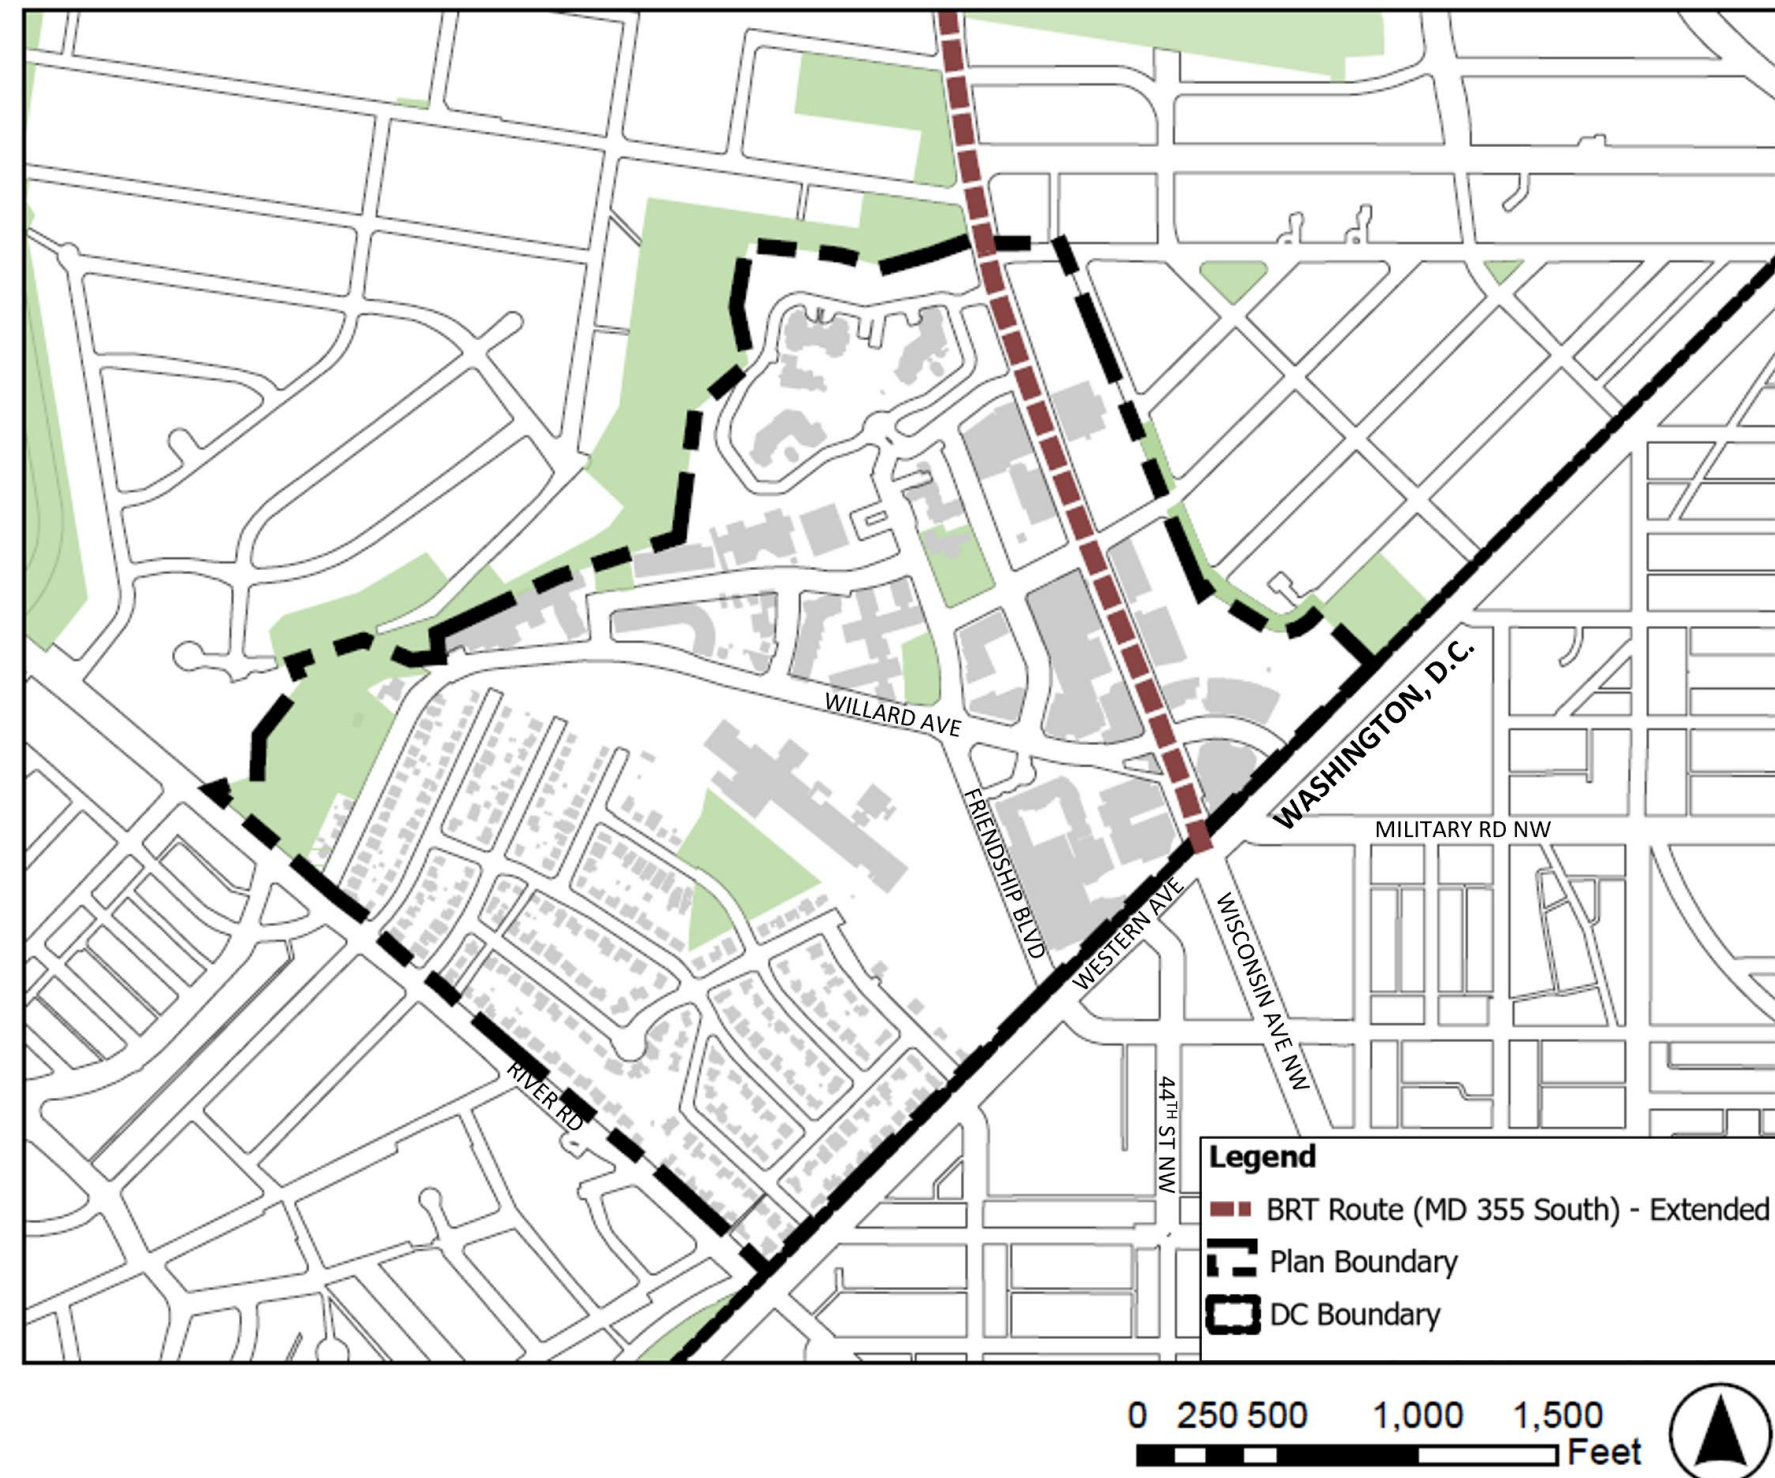 WILLARD AVE
FRIENDSHIP BLVD
WASHINGTON, D.C.
MILITARY RD NW
WESTERN AVE
WISCONSIN AVE NW
RIVER RD
44TH ST NW
Legend
BRT Route (MD 355 South) - Extended
Plan Boundary
DC Boundary
0 250 500 1,000 1,500
Feet